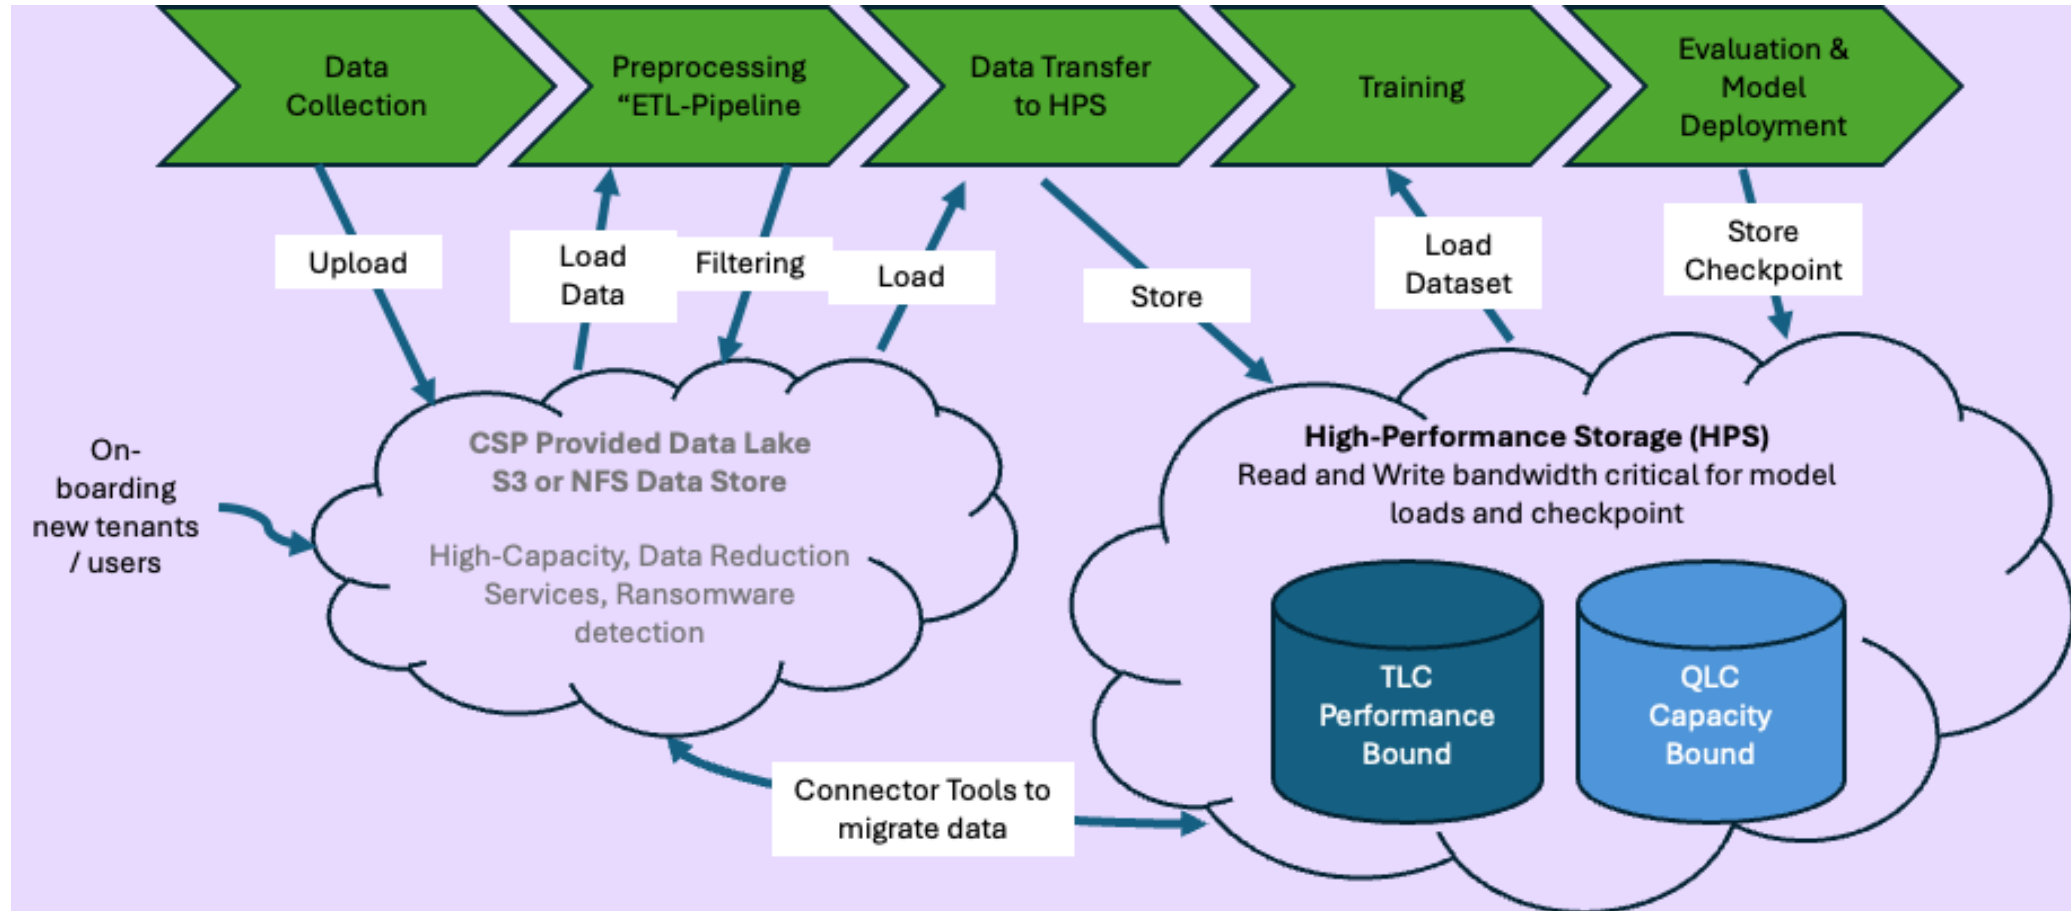 Data
Collection
Preprocessing
“ETL-Pipeline
Data Transfer
to HPS
Training
Evaluation &
Model
Deployment
Upload
Load
Data
Filtering
Load
Store
Load
Dataset
Store
Checkpoint
On-
boarding
new tenants
/ users
CSP Provided Data Lake
S3 or NFS Data Store
High-Capacity, Data Reduction
Services, Ransomware
detection
High-Performance Storage (HPS)
Read and Write bandwidth critical for model
loads and checkpoint
TLC
Performance
Bound
QLC
Capacity
Bound
Connector Tools to
migrate data